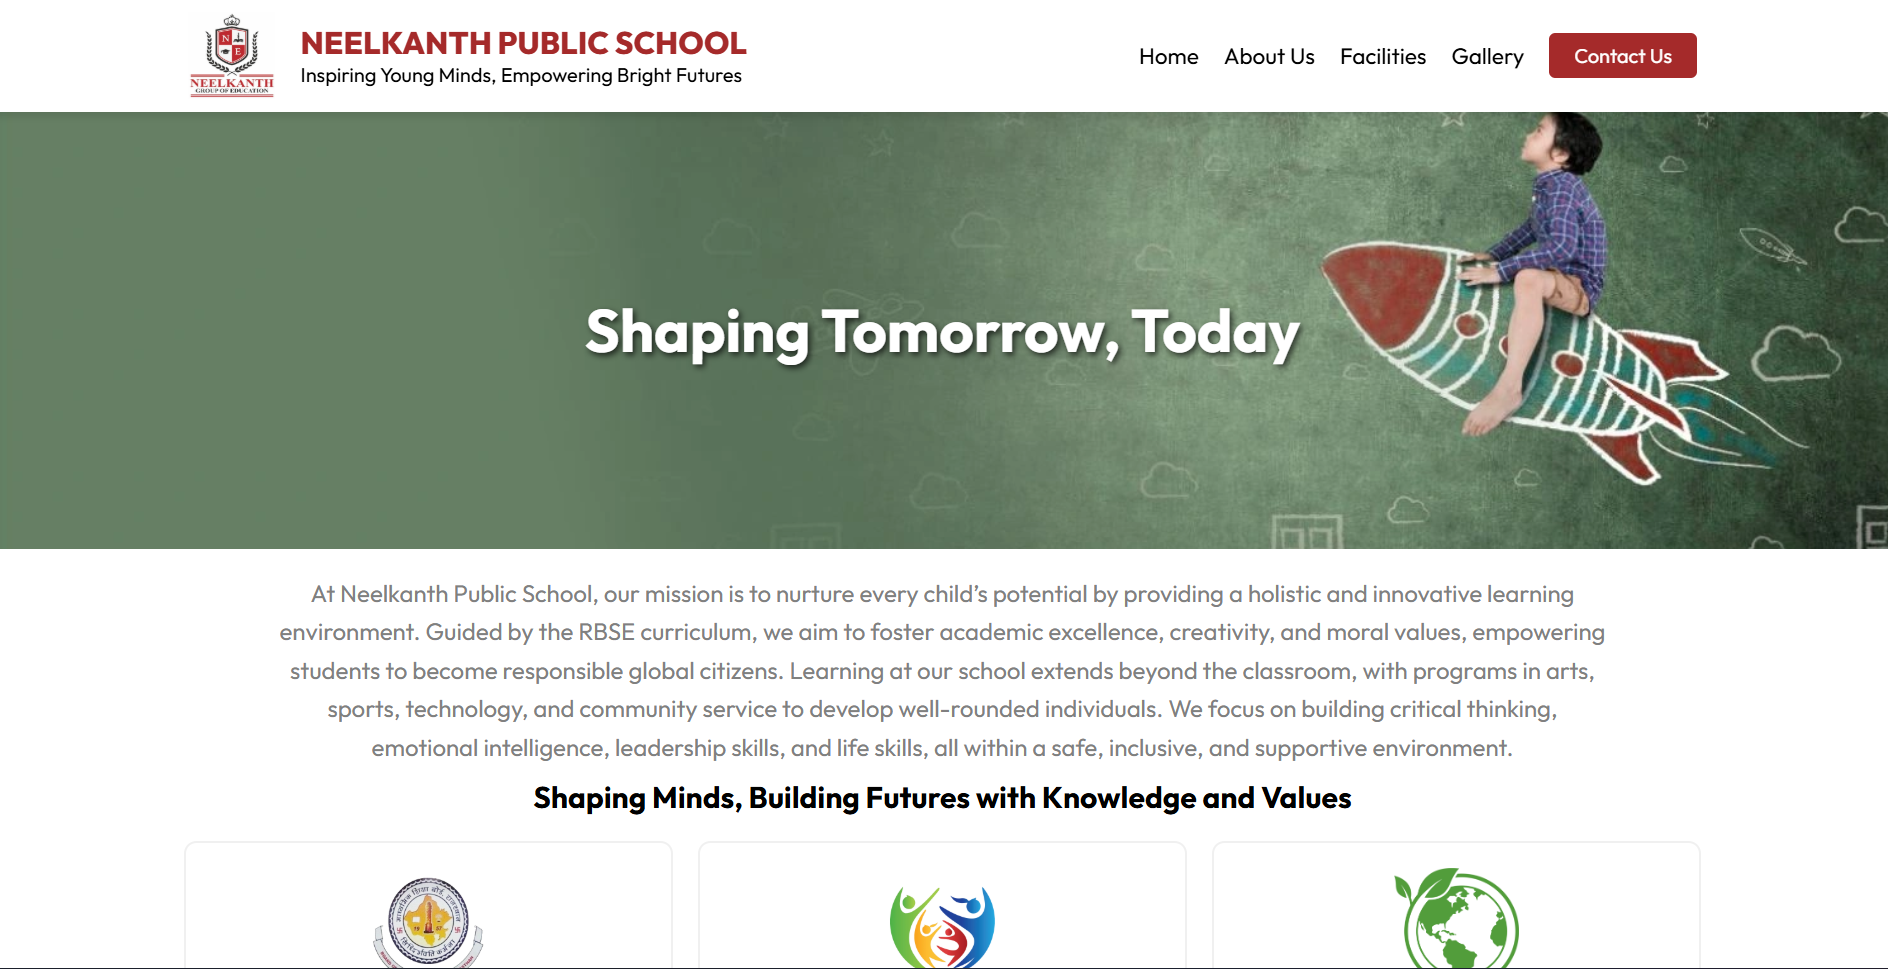 N
E
NEELKANTH
GROUP OF EDUCATION
NEELKANTH PUBLIC SCHOOL
Inspiring Young Minds, Empowering Bright Futures
Home About Us Facilities Gallery Contact Us
Shaping Tomorrow, Today
At Neelkanth Public School, our mission is to nurture every child’s potential by providing a holistic and innovative learning
environment. Guided by the RBSE curriculum, we aim to foster academic excellence, creativity, and moral values, empowering
students to become responsible global citizens. Learning at our school extends beyond the classroom, with programs in arts,
sports, technology, and community service to develop well-rounded individuals. We focus on building critical thinking,
emotional intelligence, leadership skills, and life skills, all within a safe, inclusive, and supportive environment.
Shaping Minds, Building Futures with Knowledge and Values
माध्यमिक शिक्षा बोर्ड, राजस्थान
19 57